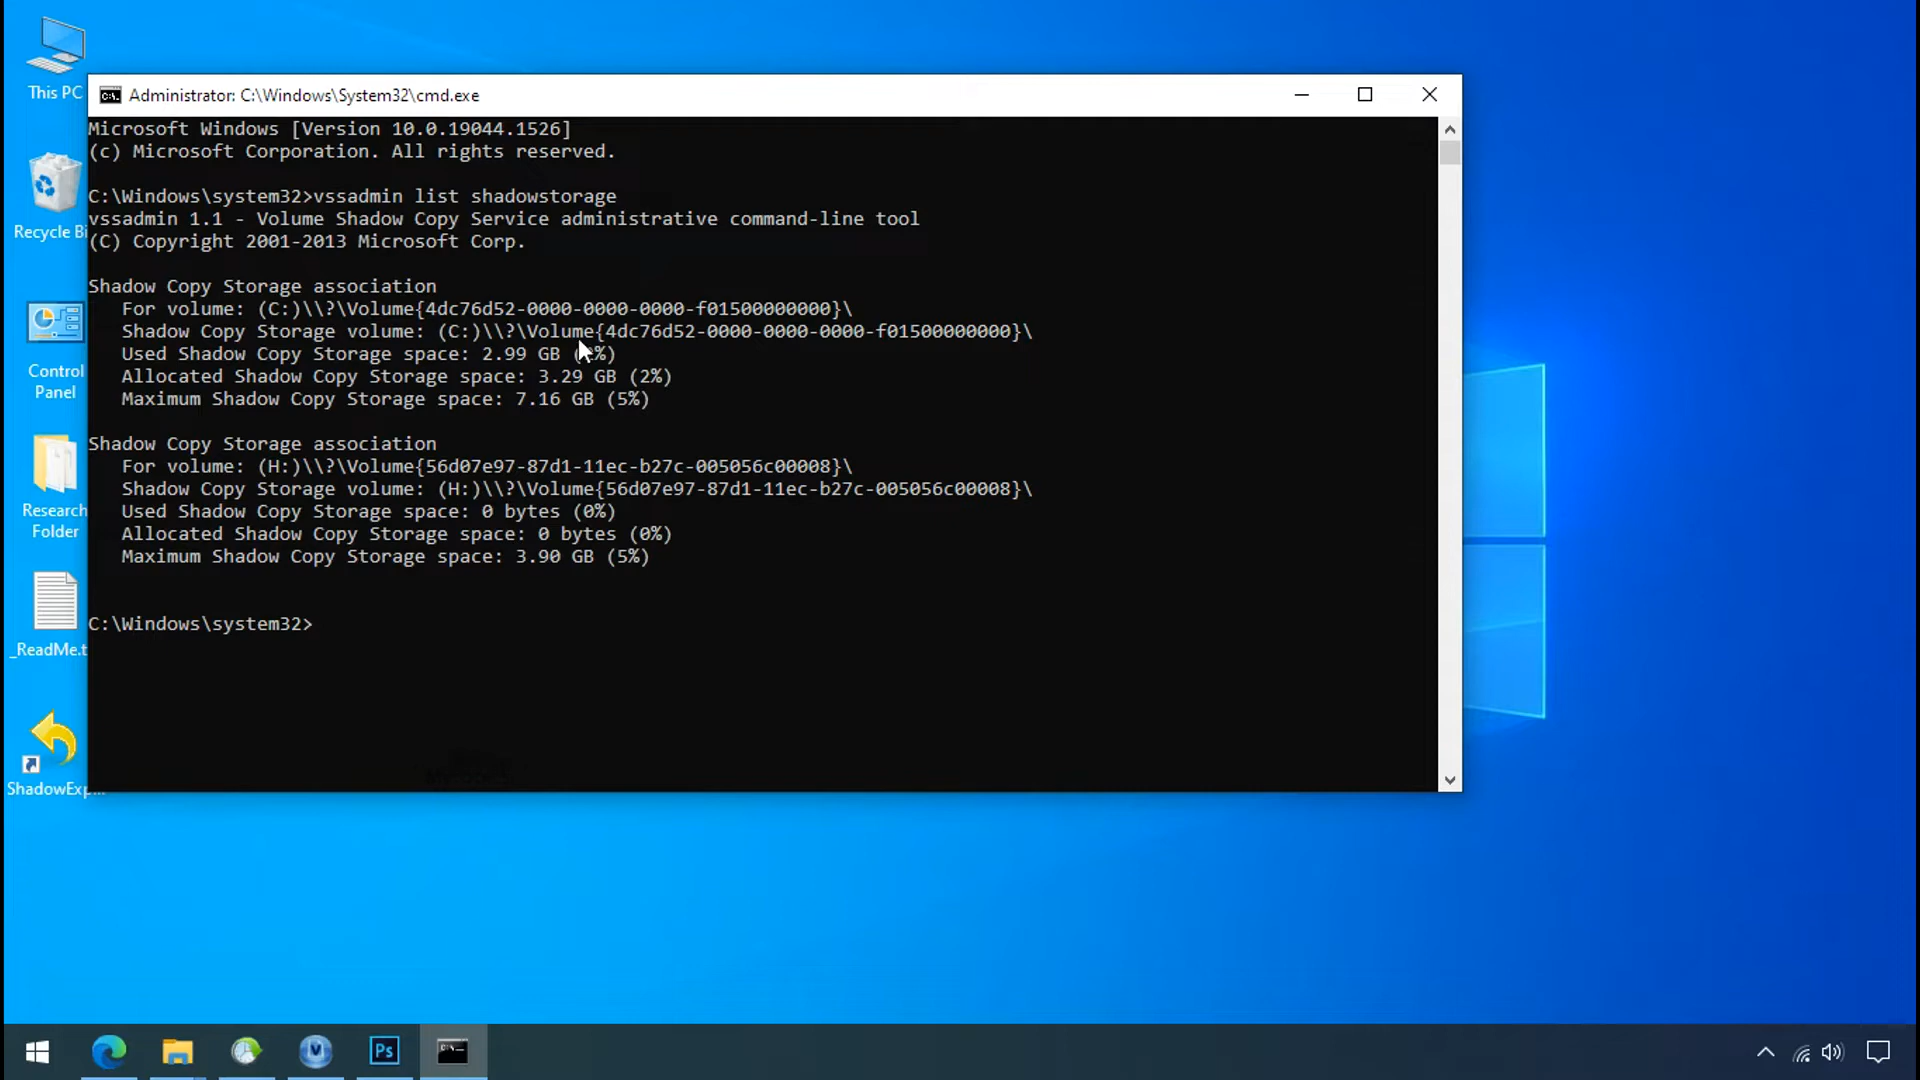 This PC
Recycle Bi
Control
Panel
Research
Folder
_ReadMe.t
ShadowExp...
Administrator: C:\Windows\System32\cmd.exe
Microsoft Windows [Version 10.0.19044.1526]
(c) Microsoft Corporation. All rights reserved.
C:\Windows\system32>vssadmin list shadowstorage
vssadmin 1.1 - Volume Shadow Copy Service administrative command-line tool
(C) Copyright 2001-2013 Microsoft Corp.
Shadow Copy Storage association
For volume: (C:)\\?\Volume{4dc76d52-0000-0000-0000-f01500000000}\
Shadow Copy Storage volume: (C:)\\?\Volume{4dc76d52-0000-0000-0000-f01500000000}\
Used Shadow Copy Storage space: 2.99 GB
Allocated Shadow Copy Storage space: 3.29 GB (2%)
Maximum Shadow Copy Storage space: 7.16 GB (5%)
Shadow Copy Storage association
For volume: (H:)\\?\Volume{56d07e97-87d1-11ec-b27c-005056c00008}\
Shadow Copy Storage volume: (H:)\\?\Volume{56d07e97-87d1-11ec-b27c-005056c00008}\
Used Shadow Copy Storage space: 0 bytes (0%)
Allocated Shadow Copy Storage space: 0 bytes (0%)
Maximum Shadow Copy Storage space: 3.90 GB (5%)
C:\Windows\system32>
Ps